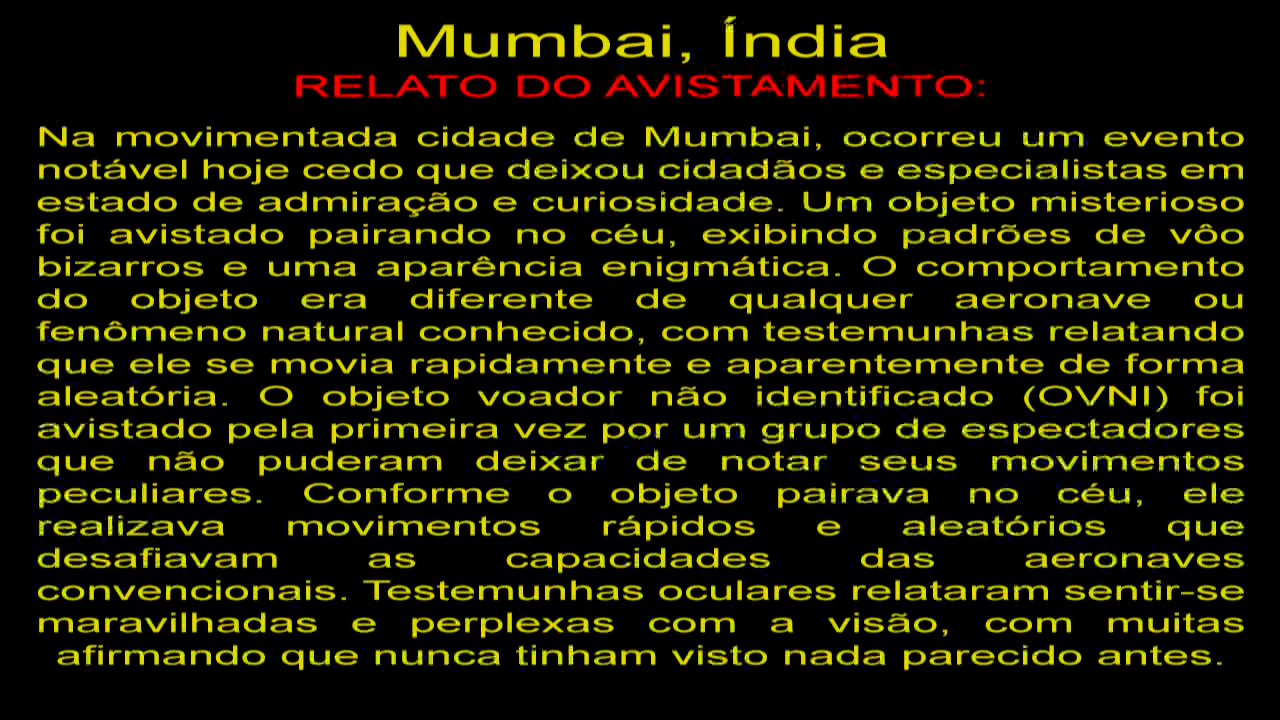 Mumbai, Índia
RELATO DO AVISTAMENTO:
Na movimentada cidade de Mumbai, ocorreu um evento
notável hoje cedo que deixou cidadãos e especialistas em
estado de admiração e curiosidade. Um objeto misterioso
foi avistado pairando no céu, exibindo padrões de vôo
bizarros e uma aparência enigmática. O comportamento
do objeto era diferente de qualquer aeronave ou
fenômeno natural conhecido, com testemunhas relatando
que ele se movia rapidamente e aparentemente de forma
aleatória. O objeto voador não identificado (OVNI) foi
avistado pela primeira vez por um grupo de espectadores
que não puderam deixar de notar seus movimentos
peculiares. Conforme o objeto pairava no céu, ele
realizava movimentos rápidos e aleatórios que
desafiavam as capacidades das aeronaves
convencionais. Testemunhas oculares relataram sentir-se
maravilhadas e perplexas com a visão, com muitas
afirmando que nunca tinham visto nada parecido antes.